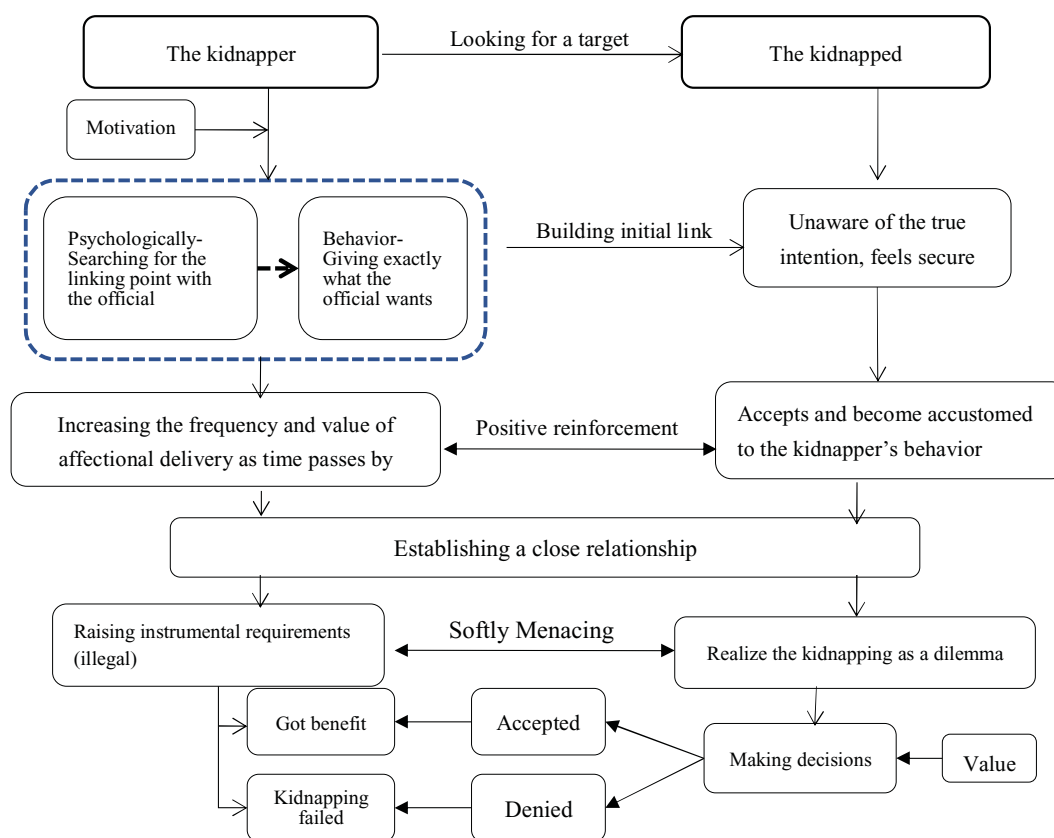 The kidnapper
Looking for a target
The kidnapped
Motivation
Psychologically-
Searching for the
linking point with
the official
Behavior-
Giving exactly
what the
official wants
Building initial link
Unaware of the true
intention, feels secure
Increasing the frequency and value of
affectional delivery as time passes by
Positive reinforcement
Accepts and become accustomed
to the kidnapper’s behavior
Establishing a close relationship
Raising instrumental requirements
(illegal)
Softly Menacing
Realize the kidnapping as a dilemma
Got benefit
Accepted
Making decisions
Value
Kidnapping
failed
Denied